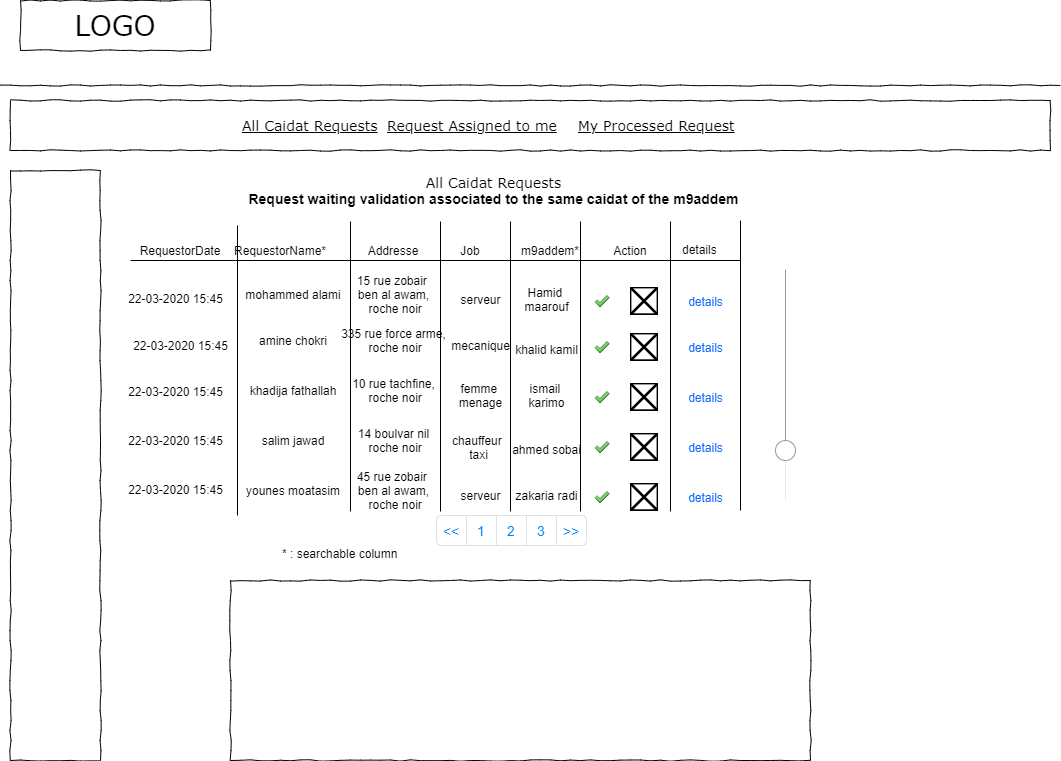 LOGO
All Caidat Requests Request Assigned to me My Processed Request
All Caidat Requests
Request waiting validation associated to the same caidat of the m9addem
RequestorDate RequestorName* Addresse Job m9addem* Action details
22-03-2020 15:45 mohammed alami 15 rue zobair ben al awam, roche noir serveur Hamid maarouf details
22-03-2020 15:45 amine chokri 335 rue force arme, roche noir mecanique khalid kamil details
22-03-2020 15:45 khadija fathallah 10 rue tachfine, roche noir femme menage ismail karimo details
22-03-2020 15:45 salim jawad 14 boulvar nil roche noir chauffeur taxi ahmed sobai details
22-03-2020 15:45 younes moatasim 45 rue zobair ben al awam, roche noir serveur zakaria radi details
<< 1 2 3 >>
* : searchable column